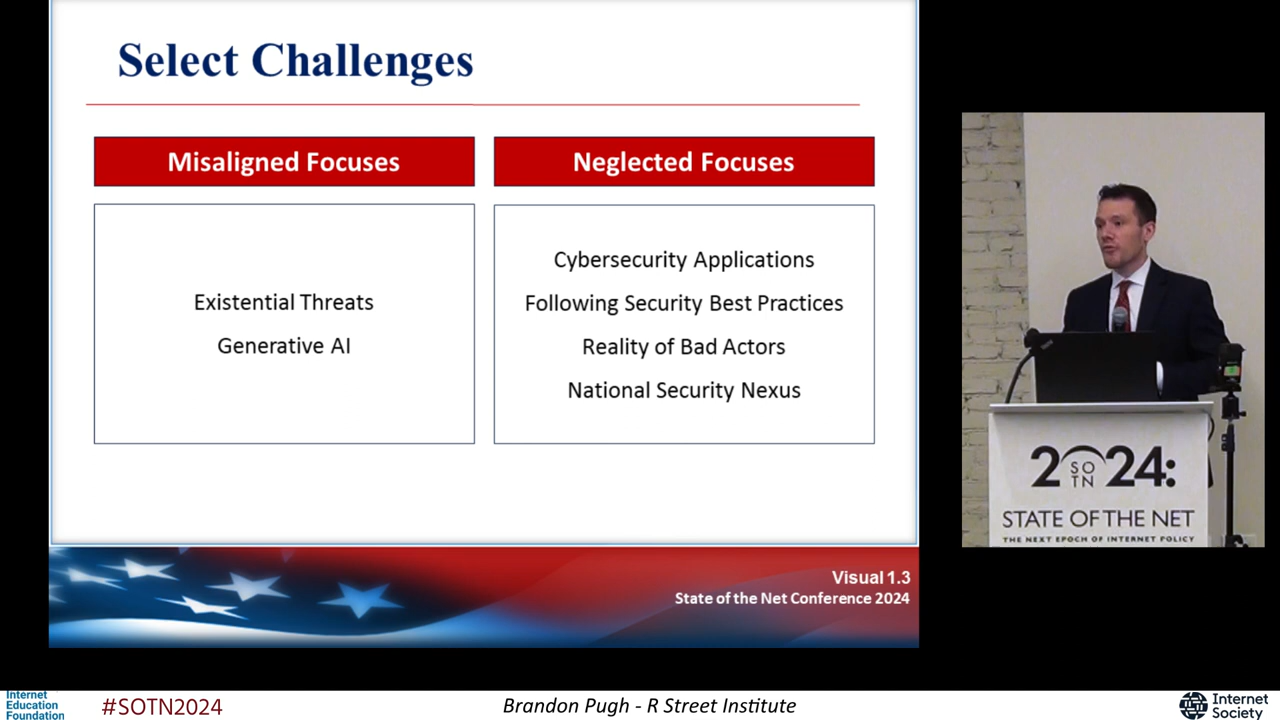 Select Challenges
Misaligned Focuses
Neglected Focuses
Existential Threats
Generative AI
Cybersecurity Applications
Following Security Best Practices
Reality of Bad Actors
National Security Nexus
Visual 1.3
State of the Net Conference 2024
2024:
SO
TN
STATE OF THE NET
THE NEXT EPOCH OF INTERNET POLICY
Internet
Education
Foundation
#SOTN2024
Brandon Pugh - R Street Institute
Internet
Society